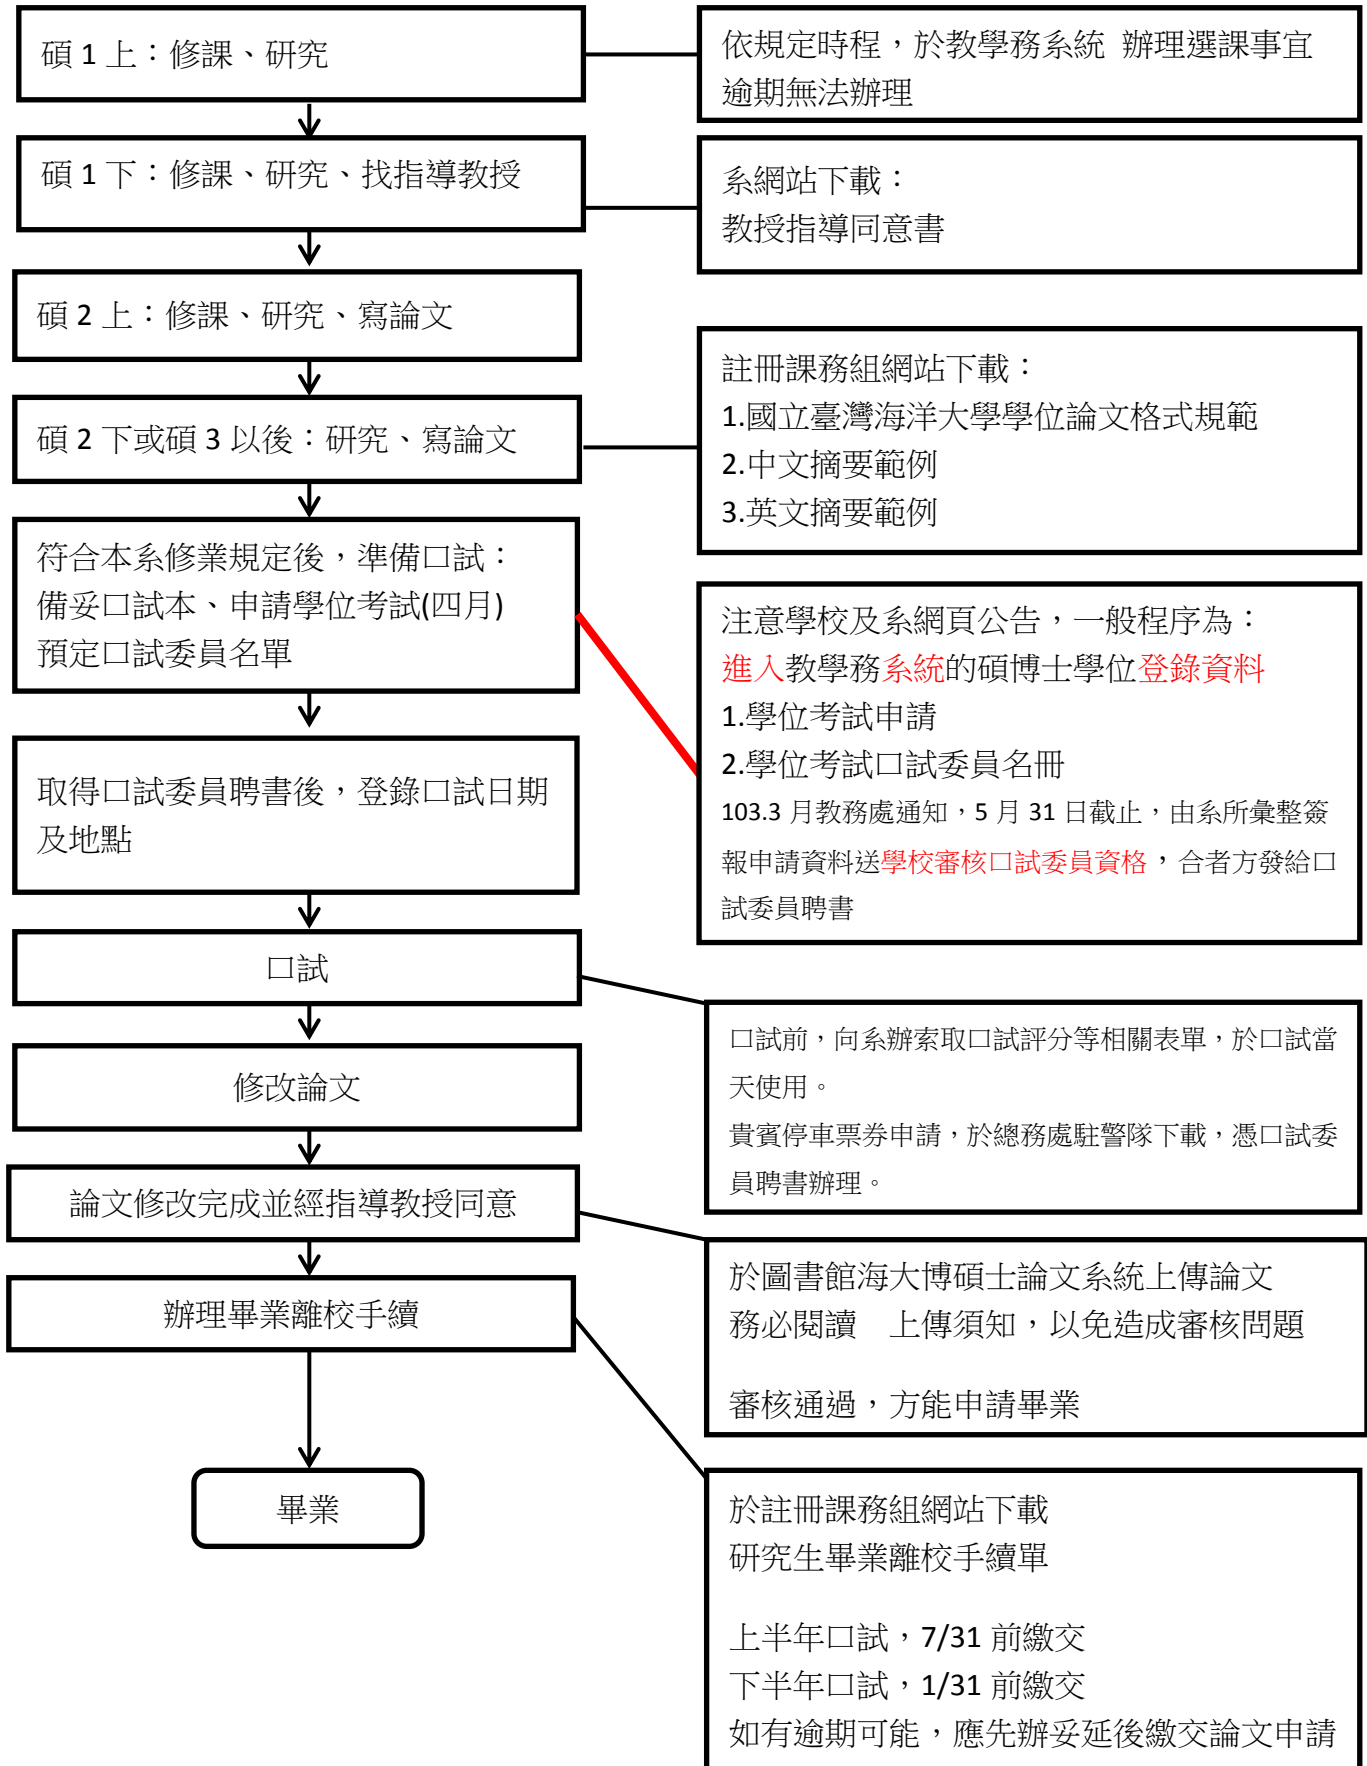 碩 1 上：修課、研究
依規定時程，於教學務系統 辦理選課事宜
逾期無法辦理
碩 1 下：修課、研究、找指導教授
系網站下載：
教授指導同意書
碩 2 上：修課、研究、寫論文
碩 2 下或碩 3 以後：研究、寫論文
註冊課務組網站下載：
1.國立臺灣海洋大學學位論文格式規範
2.中文摘要範例
3.英文摘要範例
符合本系修業規定後，準備口試：
備妥口試本、申請學位考試(四月)
預定口試委員名單
注意學校及系網頁公告，一般程序為：
進入教學務系統的碩博士學位登錄資料
1.學位考試申請
2.學位考試口試委員名冊
103.3 月教務處通知，5 月 31 日截止，由系所彙整簽
報申請資料送學校審核口試委員資格，合者方發給口
試委員聘書
取得口試委員聘書後，登錄口試日期
及地點
口試
口試前，向系辦索取口試評分等相關表單，於口試當
天使用。
貴賓停車票券申請，於總務處駐警隊下載，憑口試委
員聘書辦理。
修改論文
論文修改完成並經指導教授同意
於圖書館海大博碩士論文系統上傳論文
務必閱讀　上傳須知，以免造成審核問題
審核通過，方能申請畢業
辦理畢業離校手續
於註冊課務組網站下載
研究生畢業離校手續單
上半年口試，7/31 前繳交
下半年口試，1/31 前繳交
如有逾期可能，應先辦妥延後繳交論文申請
畢業